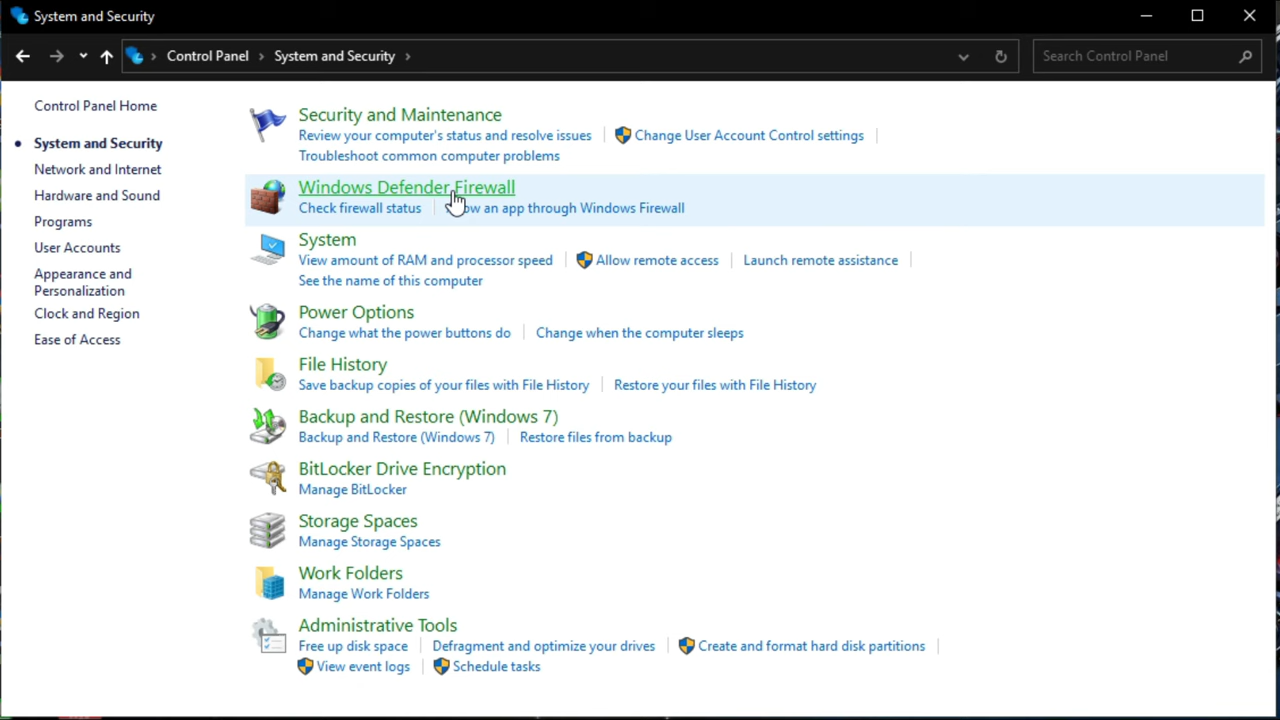 System and Security
Control Panel › System and Security ›
Search Control Panel
Control Panel Home
System and Security
Network and Internet
Hardware and Sound
Programs
User Accounts
Appearance and
Personalization
Clock and Region
Ease of Access
Security and Maintenance
Review your computer's status and resolve issues | Change User Account Control settings |
Troubleshoot common computer problems
Windows Defender Firewall
Check firewall status | an app through Windows Firewall
System
View amount of RAM and processor speed | Allow remote access | Launch remote assistance |
See the name of this computer
Power Options
Change what the power buttons do | Change when the computer sleeps
File History
Save backup copies of your files with File History | Restore your files with File History
Backup and Restore (Windows 7)
Backup and Restore (Windows 7) | Restore files from backup
BitLocker Drive Encryption
Manage BitLocker
Storage Spaces
Manage Storage Spaces
Work Folders
Manage Work Folders
Administrative Tools
Free up disk space | Defragment and optimize your drives | Create and format hard disk partitions |
View event logs | Schedule tasks